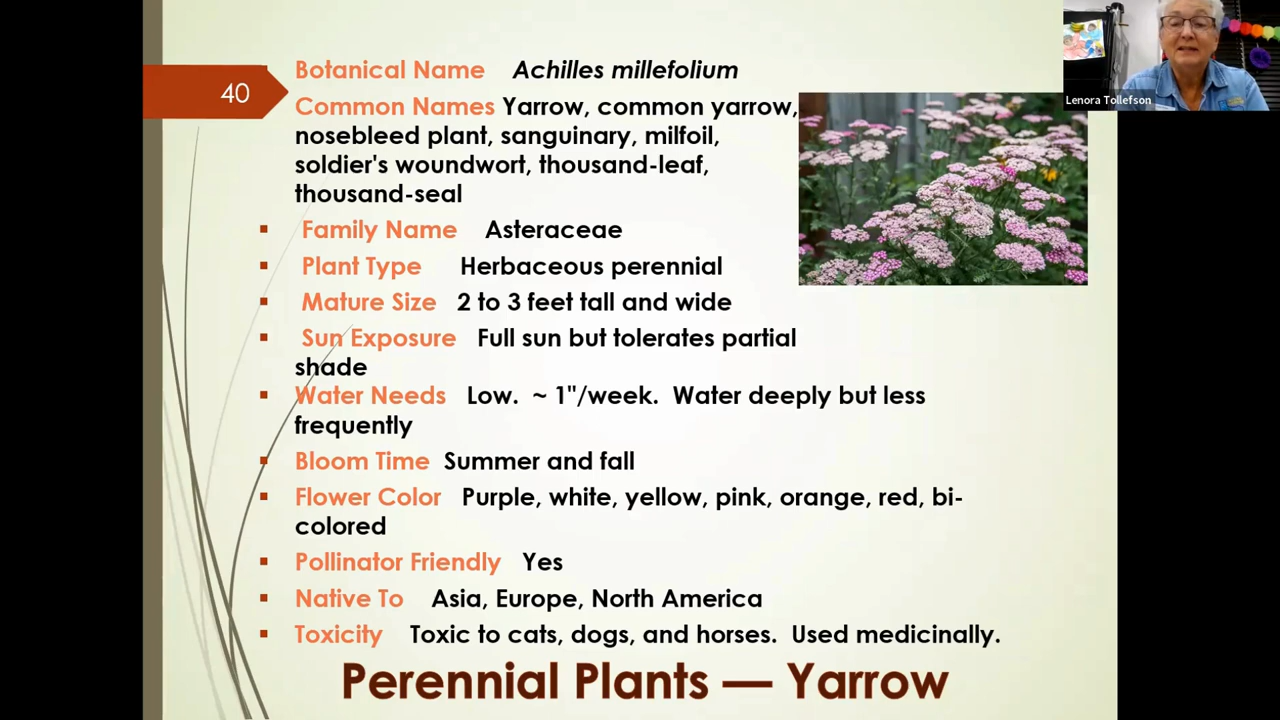 40
Botanical Name Achilles millefolium
Common Names Yarrow, common yarrow,
nosebleed plant, sanguinary, milfoil,
soldier's woundwort, thousand-leaf,
thousand-seal
Family Name Asteraceae
Plant Type Herbaceous perennial
Mature Size 2 to 3 feet tall and wide
Sun Exposure Full sun but tolerates partial
shade
Water Needs Low. ~ 1"/week. Water deeply but less
frequently
Bloom Time Summer and fall
Flower Color Purple, white, yellow, pink, orange, red, bi-
colored
Pollinator Friendly Yes
Native To Asia, Europe, North America
Toxicity Toxic to cats, dogs, and horses. Used medicinally.
Perennial Plants — Yarrow
Lenora Tollefson